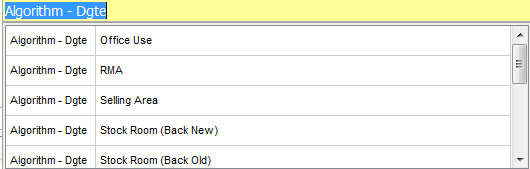 Algorithm - Dgte
Algorithm - Dgte Office Use
Algorithm - Dgte RMA
Algorithm - Dgte Selling Area
Algorithm - Dgte Stock Room (Back New)
Algorithm - Dgte Stock Room (Back Old)